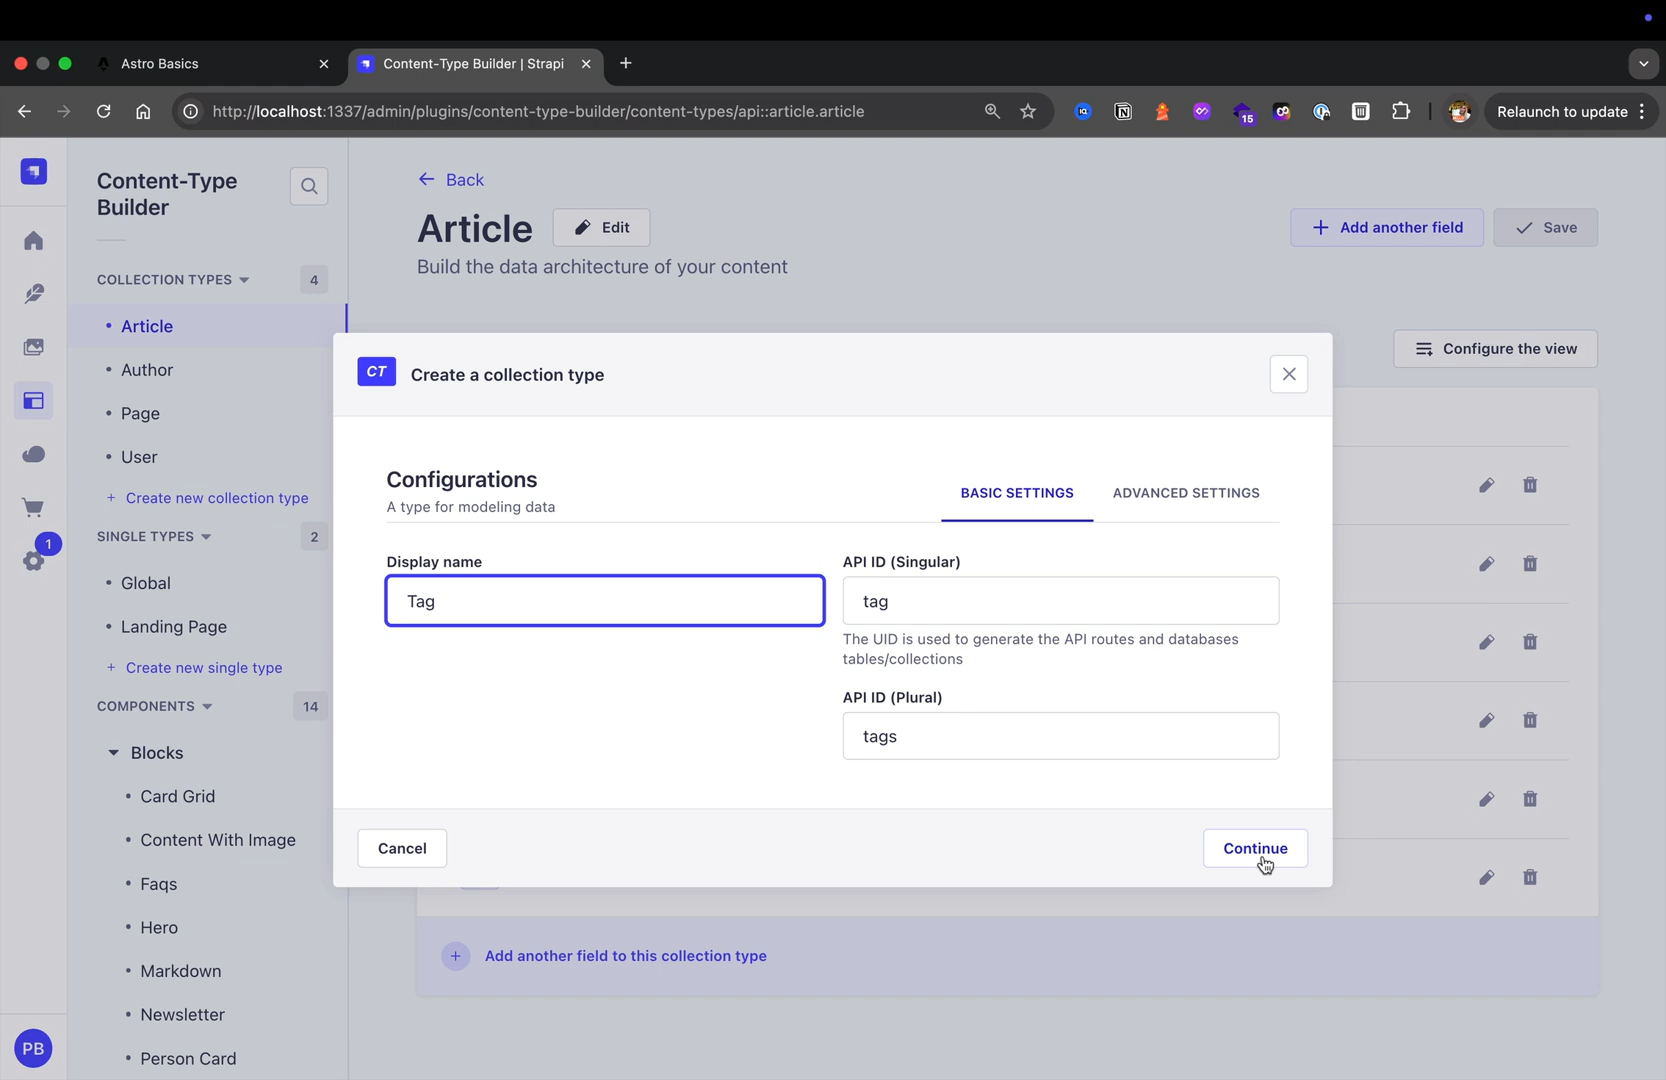 Astro Basics
Content-Type Builder | Strapi
http://localhost:1337/admin/plugins/content-type-builder/content-types/api::article.article
15
Relaunch to update
Content-Type
Builder
COLLECTION TYPES
4
Article
Author
Page
User
+ Create new collection type
SINGLE TYPES
2
Global
Landing Page
+ Create new single type
COMPONENTS
14
Blocks
Card Grid
Content With Image
Faqs
Hero
Markdown
Newsletter
Person Card
1
PB
Back
Article
Edit
Build the data architecture of your content
Add another field
Save
Configure the view
CT
Create a collection type
Configurations
A type for modeling data
BASIC SETTINGS
ADVANCED SETTINGS
Display name
Tag
API ID (Singular)
tag
The UID is used to generate the API routes and databases
tables/collections
API ID (Plural)
tags
Cancel
Continue
Add another field to this collection type